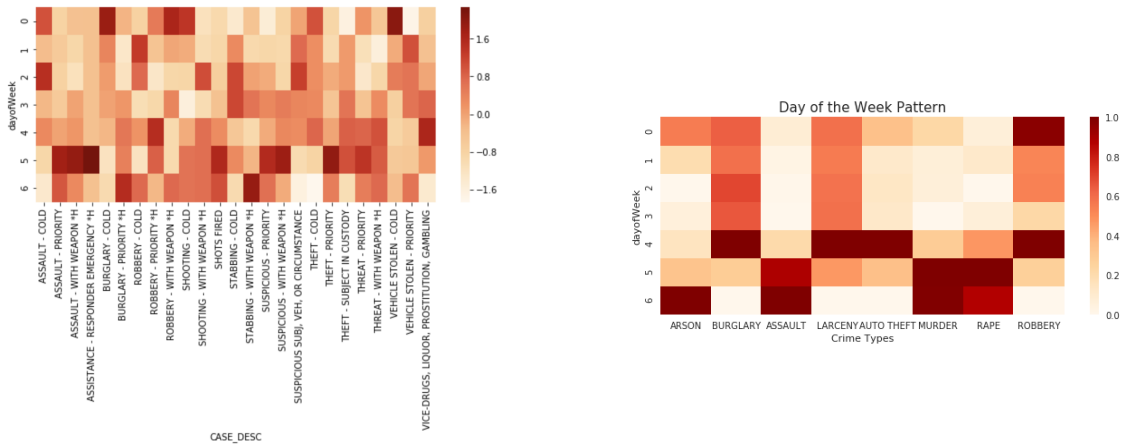 dayofWeek
0
1
2
3
4
5
6
1.6
0.8
0.0
−0.8
−1.6
ASSAULT - COLD
ASSAULT - PRIORITY
ASSAULT - WITH WEAPON *H
ASSISTANCE - RESPONDER EMERGENCY *H
BURGLARY - COLD
BURGLARY - PRIORITY *H
ROBBERY - COLD
ROBBERY - PRIORITY *H
ROBBERY - WITH WEAPON *H
SHOOTING - COLD
SHOOTING - WITH WEAPON *H
SHOTS FIRED
STABBING - COLD
STABBING - WITH WEAPON *H
SUSPICIOUS - PRIORITY
SUSPICIOUS - WITH WEAPON *H
SUSPICIOUS SUBJ, VEH, OR CIRCUMSTANCE
THEFT - COLD
THEFT - PRIORITY
THEFT - SUBJECT IN CUSTODY
THREAT - PRIORITY
THREAT - WITH WEAPON *H
VEHICLE STOLEN - COLD
VEHICLE STOLEN - PRIORITY
VICE-DRUGS, LIQUOR, PROSTITUTION, GAMBLING
CASE_DESC
Day of the Week Pattern
dayofWeek
0
1
2
3
4
5
6
1.0
0.8
0.6
0.4
0.2
0.0
ARSON BURGLARY ASSAULT LARCENY AUTO THEFT MURDER RAPE ROBBERY
Crime Types